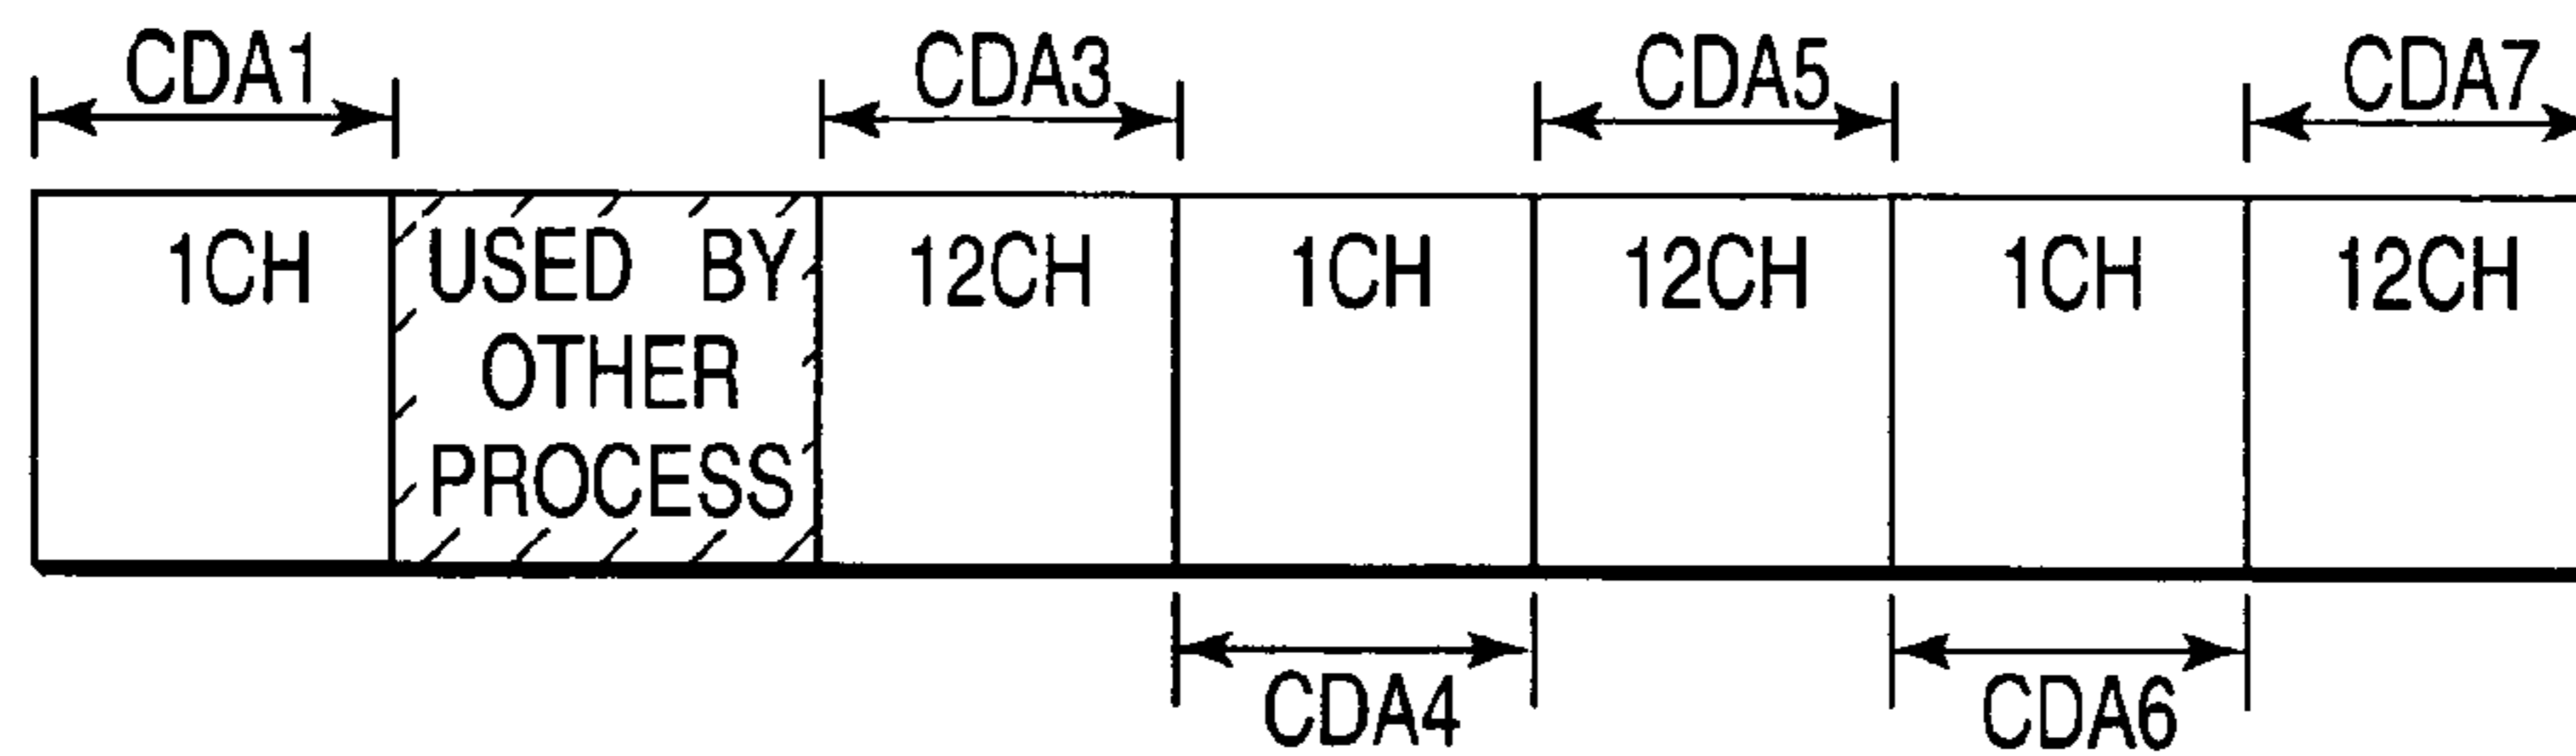 CDA1 CDA3 CDA5 CDA7
1CH USED BY 12CH 1CH 12CH 1CH 12CH
OTHER
PROCESS
CDA4 CDA6